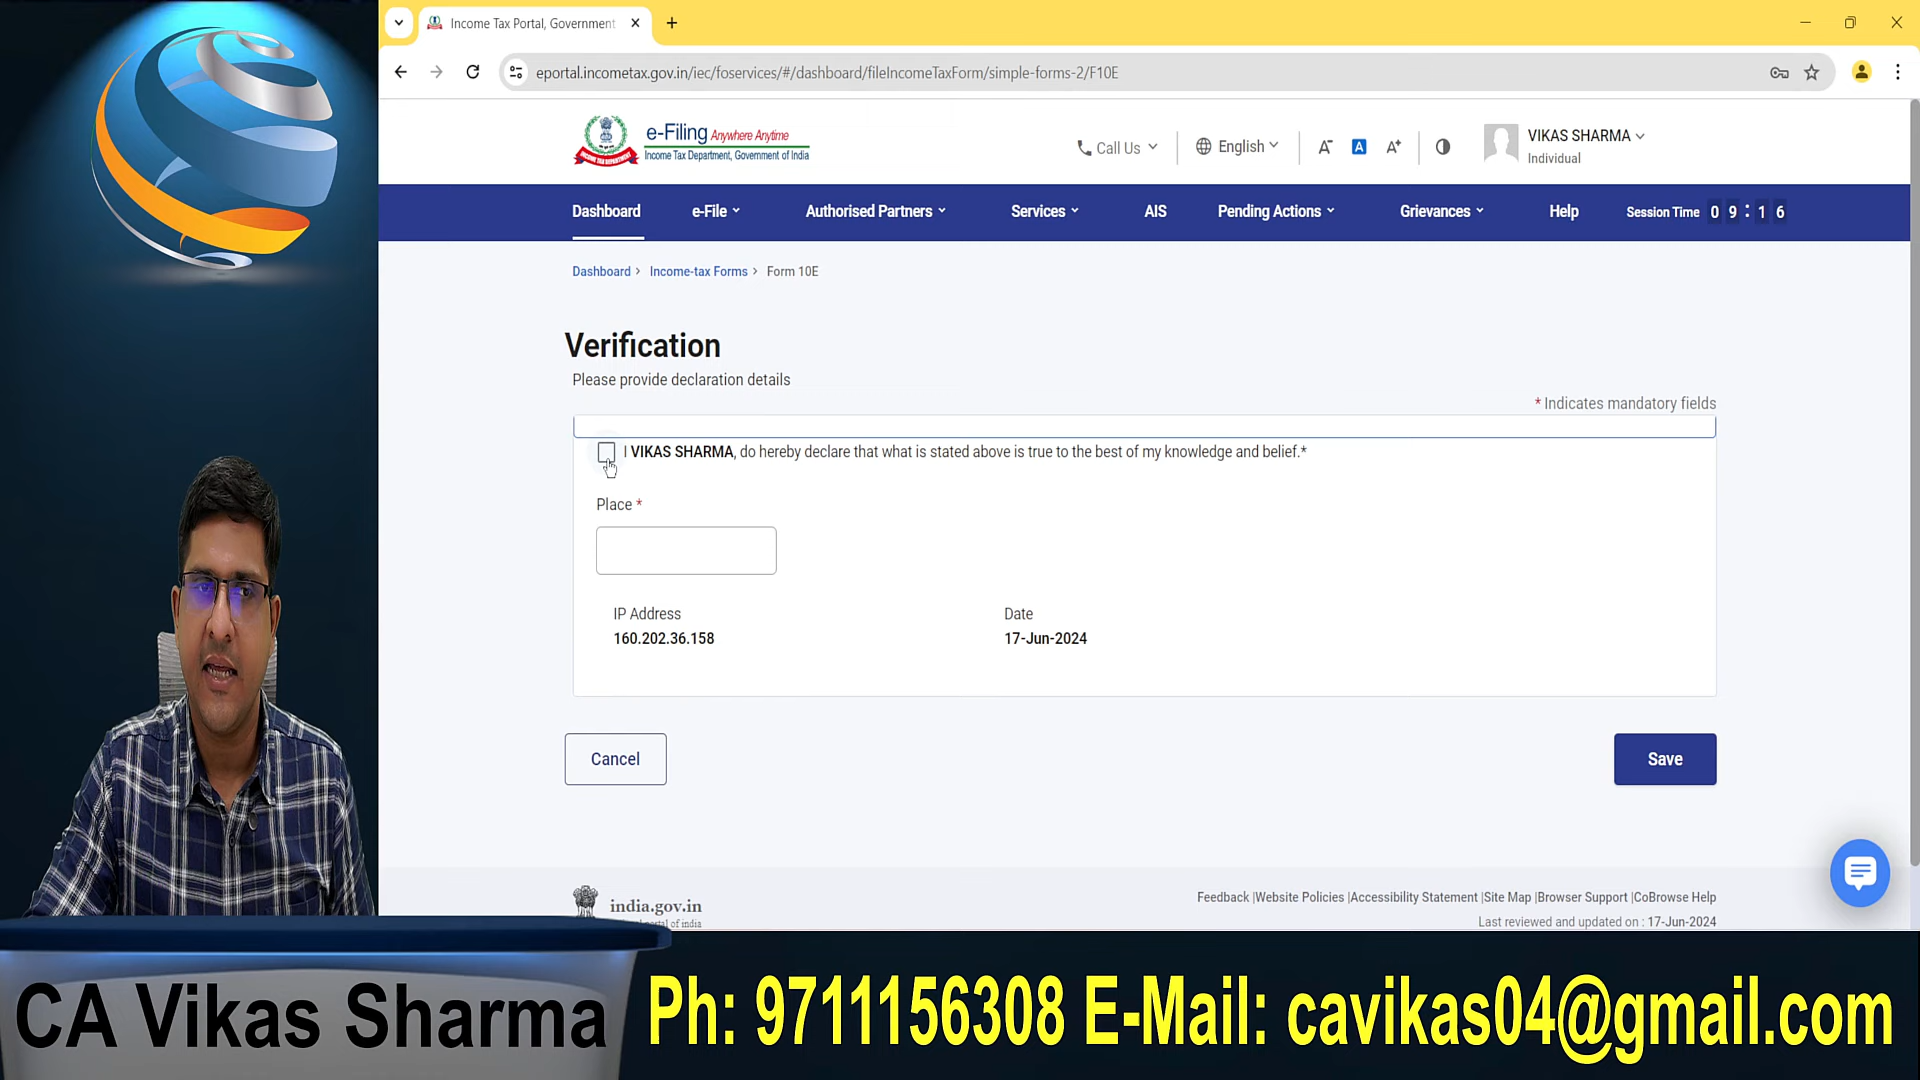 Income Tax Portal, Government
eportal.incometax.gov.in/iec/foservices/#/dashboard/fileIncomeTaxForm/simple-forms-2/F10E
e-Filing Anywhere Anytime
Income Tax Department, Government of India
Call Us
English
A-
A
A+
VIKAS SHARMA
Individual
Dashboard
e-File
Authorised Partners
Services
AIS
Pending Actions
Grievances
Help
Session Time 0 9 : 1 6
Dashboard > Income-tax Forms > Form 10E
Verification
Please provide declaration details
* Indicates mandatory fields
I VIKAS SHARMA, do hereby declare that what is stated above is true to the best of my knowledge and belief.*
Place *
IP Address
160.202.36.158
Date
17-Jun-2024
Cancel
Save
india.gov.in
al portal of india
Feedback |Website Policies |Accessibility Statement |Site Map |Browser Support |CoBrowse Help
Last reviewed and updated on : 17-Jun-2024
CA Vikas Sharma
Ph: 9711156308 E-Mail: cavikas04@gmail.com